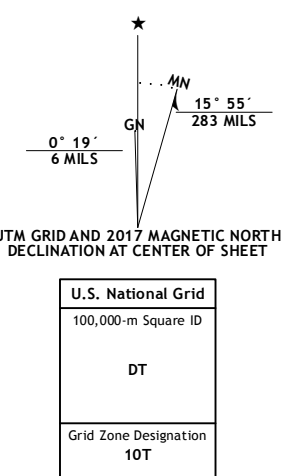 ★
MN
GN
15° 55´
283 MILS
0° 19´
6 MILS
UTM GRID AND 2017 MAGNETIC NORTH
DECLINATION AT CENTER OF SHEET
U.S. National Grid
100,000-m Square ID
DT
Grid Zone Designation
10T